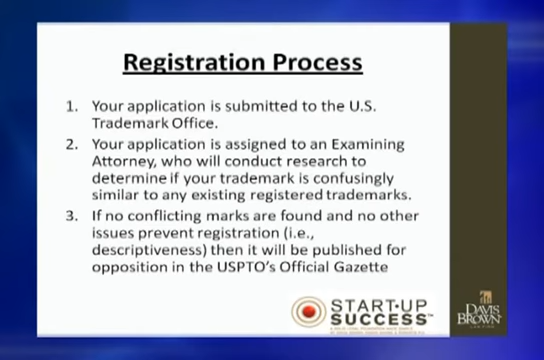 Registration Process
1. Your application is submitted to the U.S.
Trademark Office.
2. Your application is assigned to an Examining
Attorney, who will conduct research to
determine if your trademark is confusingly
similar to any existing registered trademarks.
3. If no conflicting marks are found and no other
issues prevent registration (i.e.,
descriptiveness) then it will be published for
opposition in the USPTO's Official Gazette
START-UP
SUCCESS™
DAVIS
BROWN
LAW FIRM